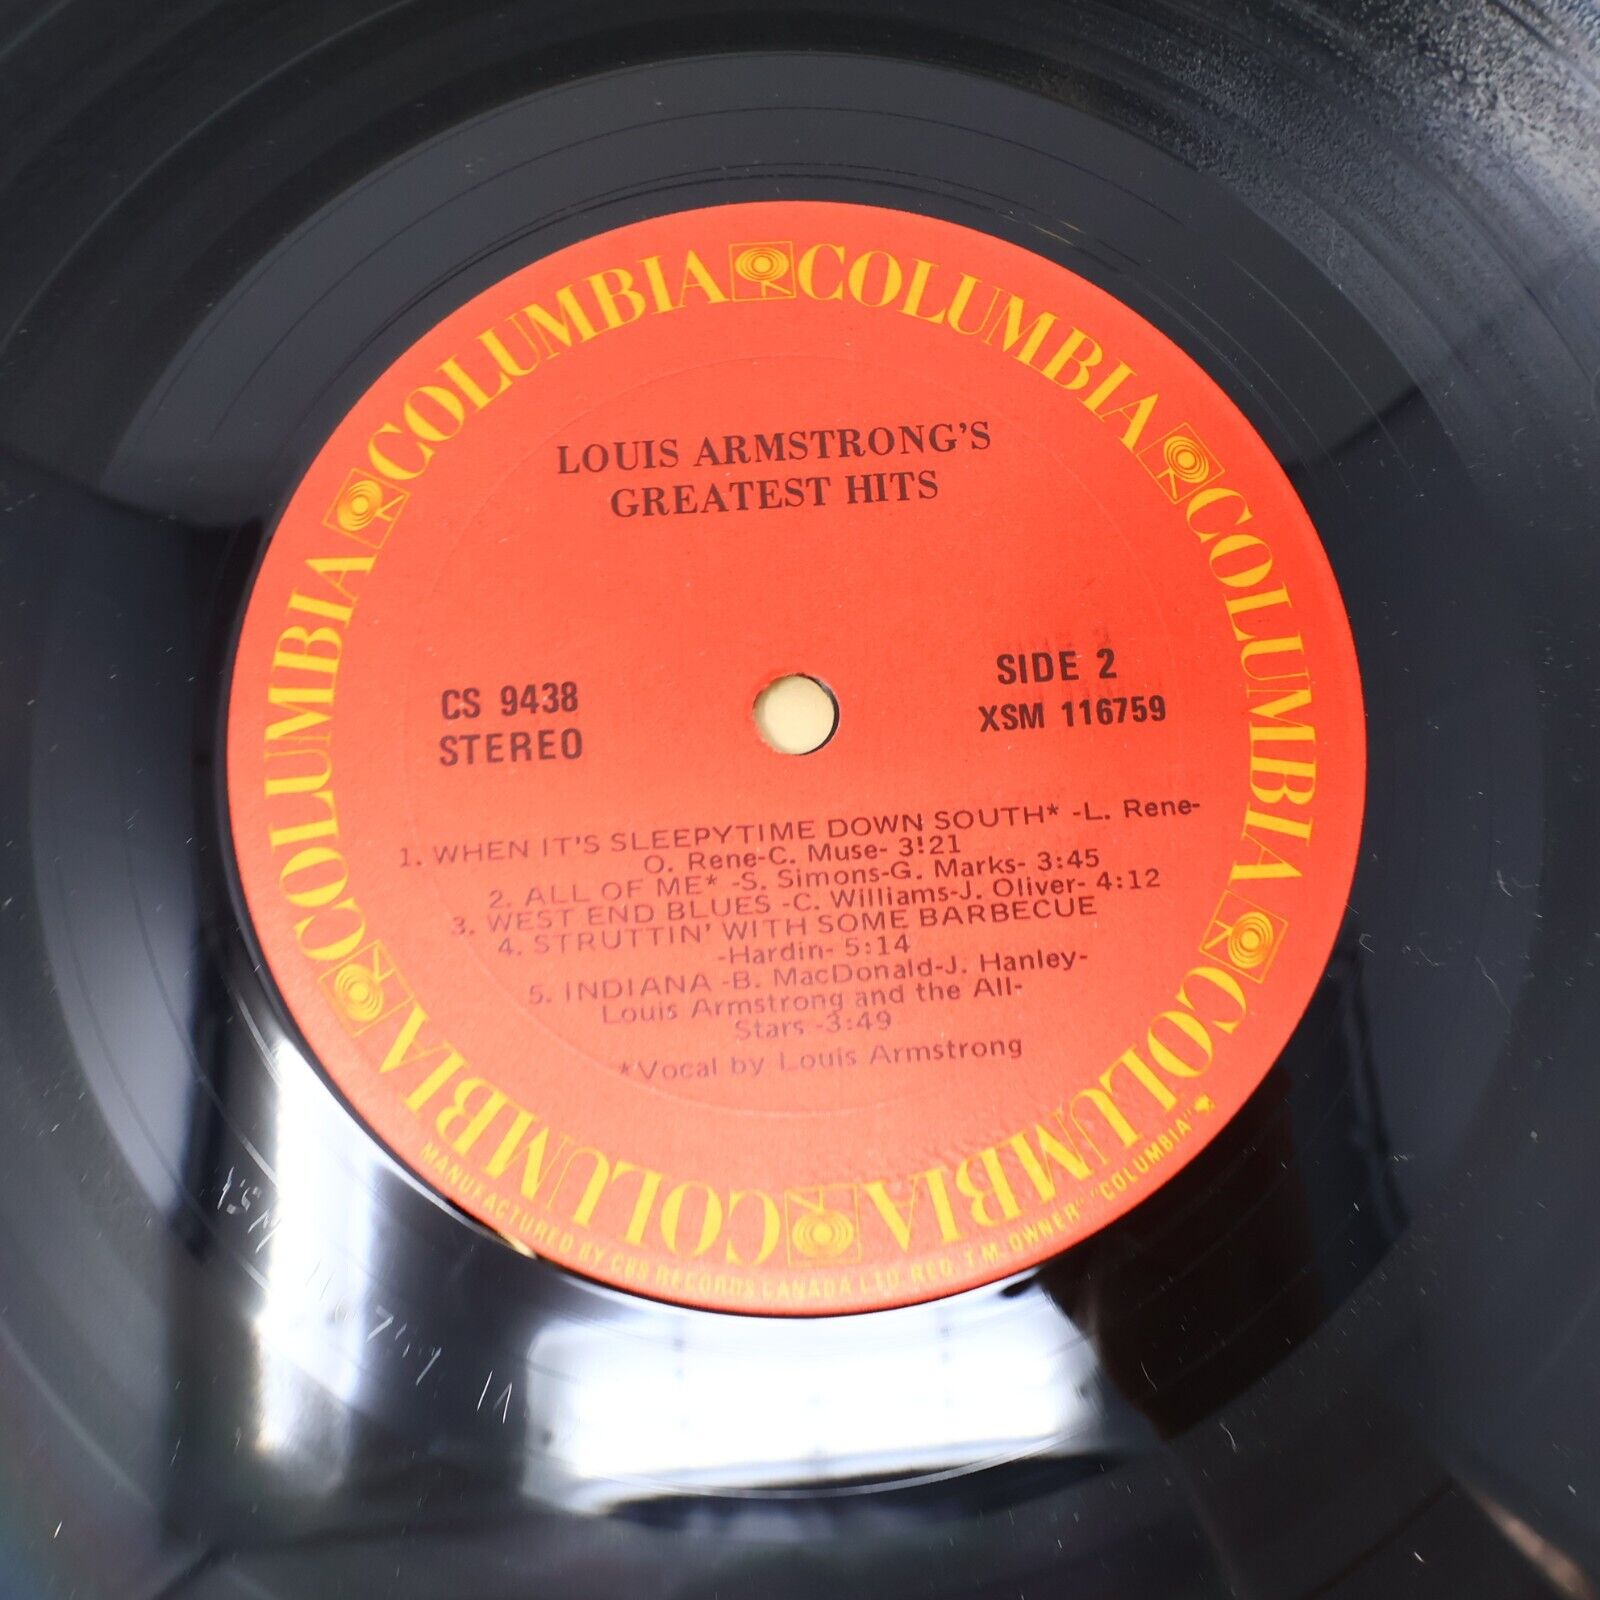 COLUMBIA COLUMBIA COLUMBIA COLUMBIA COLUMBIA COLUMBIA
LOUIS ARMSTRONG'S
GREATEST HITS
CS 9438
STEREO
SIDE 2
XSM 116759
1. WHEN IT'S SLEEPYTIME DOWN SOUTH* -L. Rene-
O. Rene-C. Muse- 3:21
2. ALL OF ME* -S. Simons-G. Marks- 3:45
3. WEST END BLUES -C. Williams-J. Oliver- 4:12
4. STRUTTIN' WITH SOME BARBECUE
-Hardin- 5:14
5. INDIANA -B. MacDonald-J. Hanley-
Louis Armstrong and the All-
Stars -3:49
*Vocal by Louis Armstrong
MANUFACTURED BY CBS RECORDS CANADA LTD. REG. T.M. OWNER "COLUMBIA"